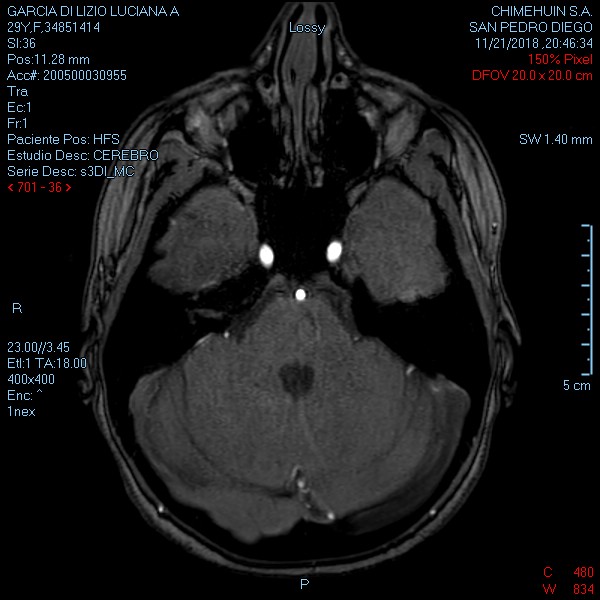 GARCIA DI LIZIO LUCIANA A
29Y,F,34851414
Sl:36
Pos:11.28 mm
Acc#: 200500030955
Tra
Ec:1
Fr:1
Paciente Pos: HFS
Estudio Desc: CEREBRO
Serie Desc: s3DI_MC
< 701 - 36 >
Lossy
CHIMEHUIN S.A.
SAN PEDRO DIEGO
11/21/2018 ,20:46:34
150% Pixel
DFOV 20.0 x 20.0 cm
SW 1.40 mm
R
23.00//3.45
Etl:1 TA:18.00
400x400
Enc: ^
1nex
5 cm
P
C 480
W 834